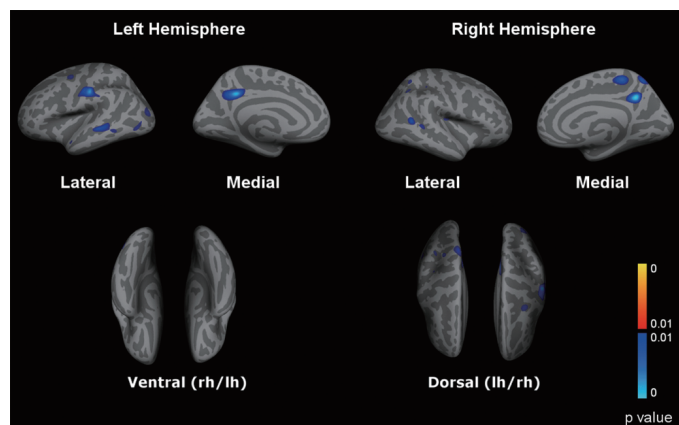 Left Hemisphere
Right Hemisphere
Lateral
Medial
Lateral
Medial
Ventral (rh/lh)
Dorsal (lh/rh)
0
0.01
0.01
0
p value